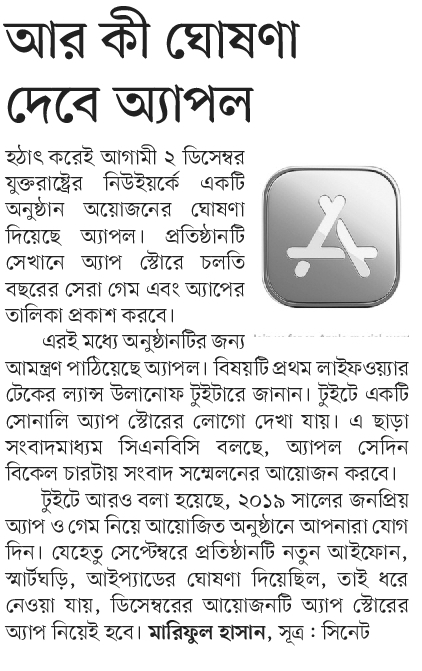 আর কী ঘোষণা
দেবে অ্যাপল
হঠাৎ করেই আগামী ২ ডিসেম্বর
যুক্তরাষ্ট্রের নিউইয়র্কে একটি
অনুষ্ঠান অয়োজনের ঘোষণা
দিয়েছে অ্যাপল। প্রতিষ্ঠানটি
সেখানে অ্যাপ স্টোরে চলতি
বছরের সেরা গেম এবং অ্যাপের
তালিকা প্রকাশ করবে।
এরই মধ্যে অনুষ্ঠানটির জন্য
আমন্ত্রণ পাঠিয়েছে অ্যাপল। বিষয়টি প্রথম লাইফওয়্যার
টেকের ল্যান্স উলানোফ টুইটারে জানান। টুইটে একটি
সোনালি অ্যাপ স্টোরের লোগো দেখা যায়। এ ছাড়া
সংবাদমাধ্যম সিএনবিসি বলছে, অ্যাপল সেদিন
বিকেল চারটায় সংবাদ সম্মেলনের আয়োজন করবে।
টুইটে আরও বলা হয়েছে, ২০১৯ সালের জনপ্রিয়
অ্যাপ ও গেম নিয়ে আয়োজিত অনুষ্ঠানে আপনারা যোগ
দিন। যেহেতু সেপ্টেম্বরে প্রতিষ্ঠানটি নতুন আইফোন,
স্মার্টঘড়ি, আইপ্যাডের ঘোষণা দিয়েছিল, তাই ধরে
নেওয়া যায়, ডিসেম্বরের আয়োজনটি অ্যাপ স্টোরের
অ্যাপ নিয়েই হবে। মারিফুল হাসান, সূত্র : সিনেট